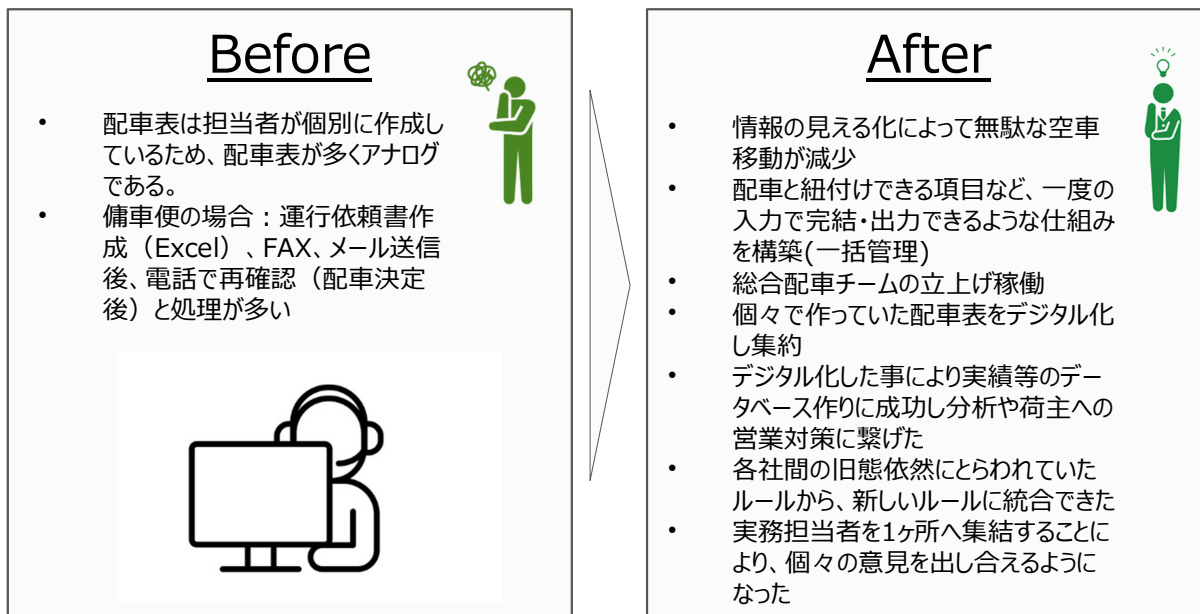 Before
• 配車表は担当者が個別に作成し
ているため、配車表が多くアナログ
である。
• 傭車便の場合：運行依頼書作
成（Excel）、FAX、メール送信
後、電話で再確認（配車決定
後）と処理が多い
After
• 情報の見える化によって無駄な空車
移動が減少
• 配車と紐付けできる項目など、一度の
入力で完結・出力できるような仕組み
を構築(一括管理)
• 総合配車チームの立上げ稼働
• 個々で作っていた配車表をデジタル化
し集約
• デジタル化した事により実績等のデー
タベース作りに成功し分析や荷主への
営業対策に繋げた
• 各社間の旧態依然にとらわれていた
ルールから、新しいルールに統合できた
• 実務担当者を1ヶ所へ集結することに
より、個々の意見を出し合えるように
なった